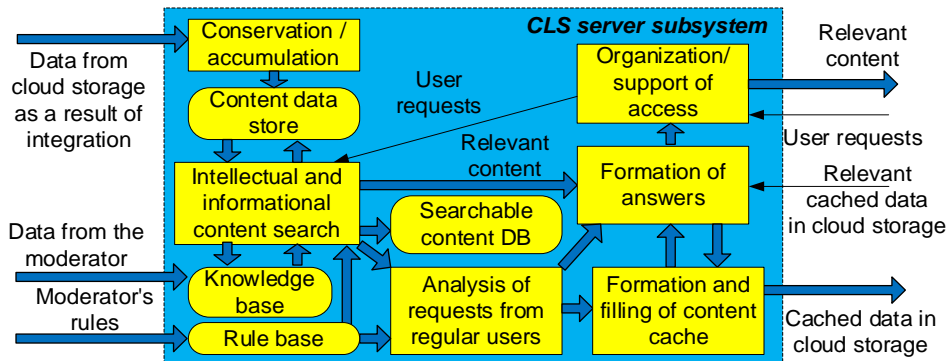 CLS server subsystem
Conservation /
accumulation
Data from
cloud storage
as a result of
integration
Content data
store
User
requests
Organization/
support of
access
Relevant
content
User requests
Intellectual and
informational
content search
Relevant
content
Formation of
answers
Relevant
cached data
in cloud storage
Searchable
content DB
Data from the
moderator
Knowledge
base
Moderator's
rules
Rule base
Analysis of
requests from
regular users
Formation and
filling of content
cache
Cached data in
cloud storage